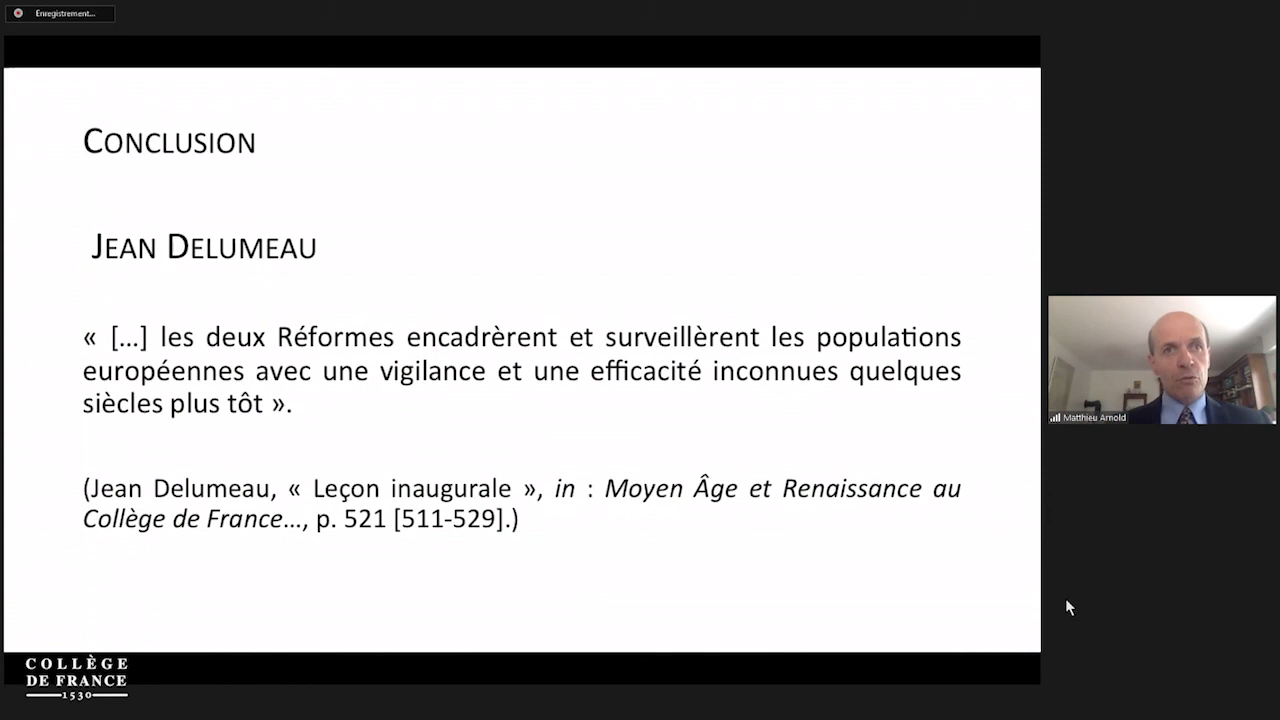 Enregistrement...
CONCLUSION
JEAN DELUMEAU
« [...] les deux Réformes encadrèrent et surveillèrent les populations
européennes avec une vigilance et une efficacité inconnues quelques
siècles plus tôt ».
(Jean Delumeau, « Leçon inaugurale », in : Moyen Âge et Renaissance au
Collège de France..., p. 521 [511-529].)
Matthieu Arnold
COLLÈGE
DE FRANCE
1530